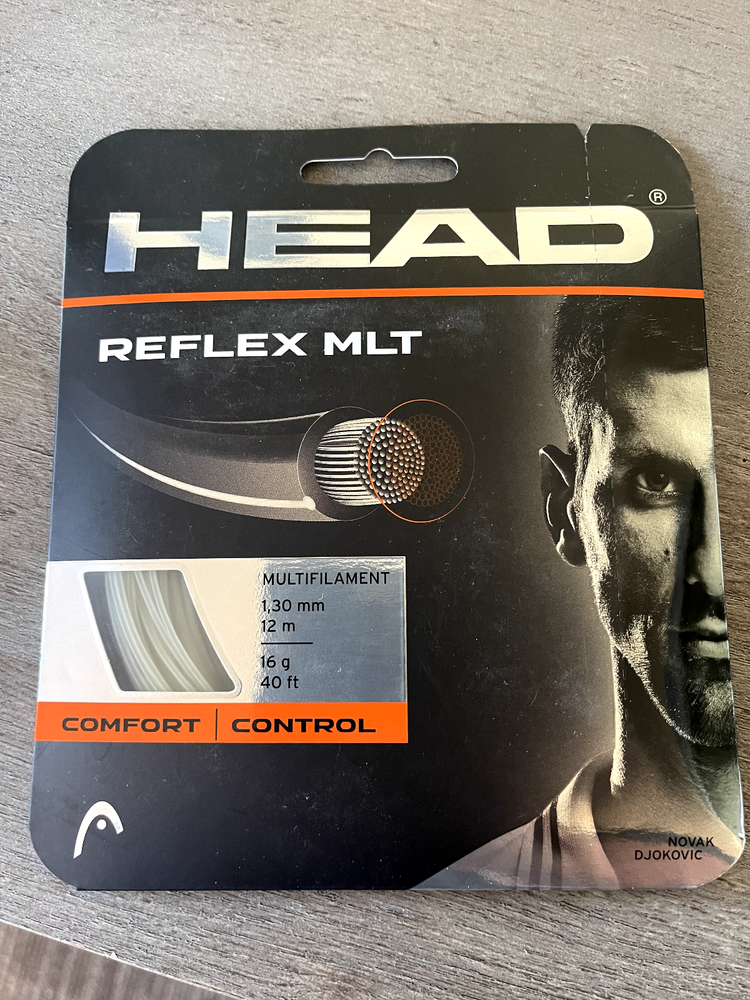 HEAD®
REFLEX MLT
MULTIFILAMENT
1,30 mm
12 m
16 g
40 ft
COMFORT | CONTROL
NOVAK
DJOKOVIC